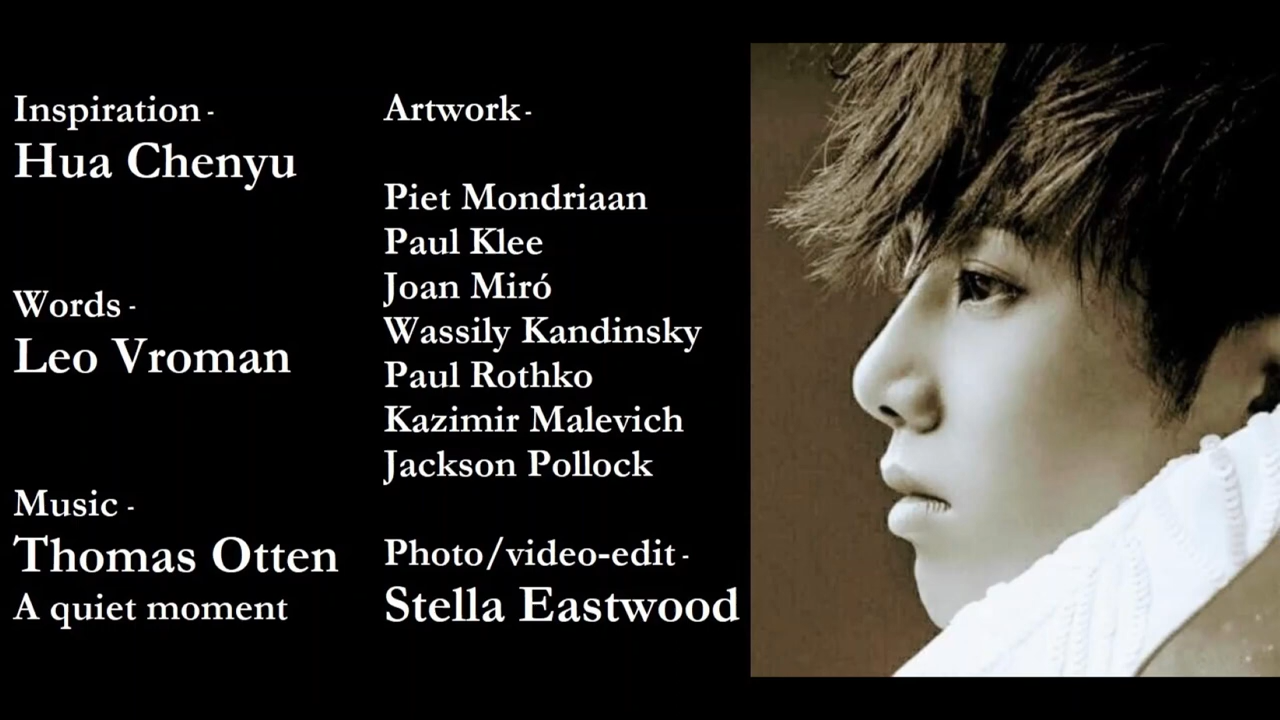 Inspiration -
Hua Chenyu
Words -
Leo Vroman
Music -
Thomas Otten
A quiet moment
Artwork -
Piet Mondriaan
Paul Klee
Joan Miró
Wassily Kandinsky
Paul Rothko
Kazimir Malevich
Jackson Pollock
Photo/video-edit -
Stella Eastwood